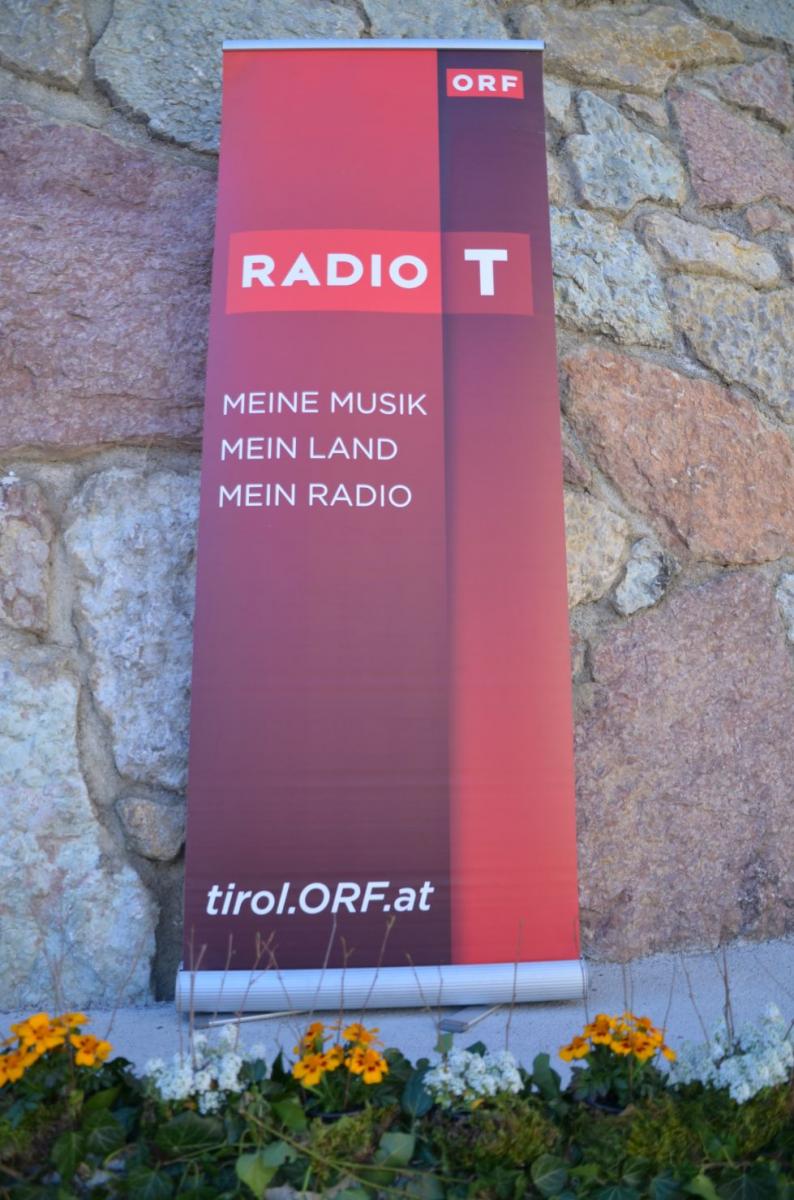 ORF
RADIO T
MEINE MUSIK
MEIN LAND
MEIN RADIO
tirol.ORF.at